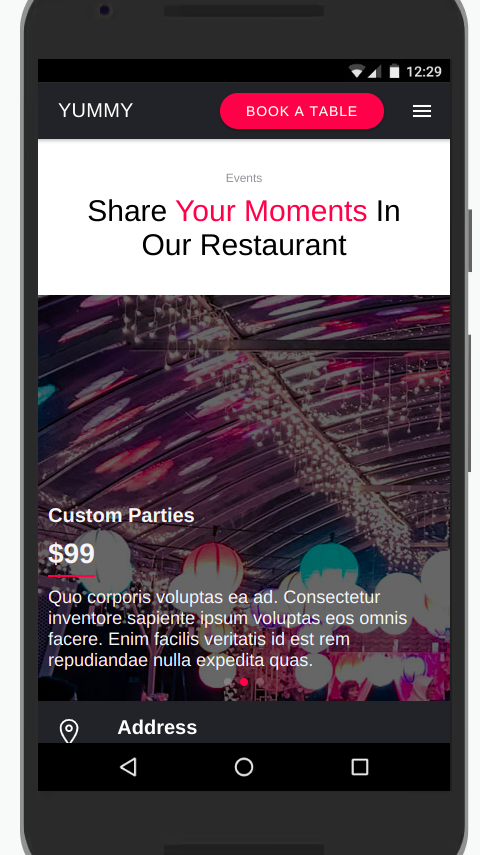 12:29
YUMMY
BOOK A TABLE
Events
Share Your Moments In
Our Restaurant
Custom Parties
$99
Quo corporis voluptas ea ad. Consectetur
inventore sapiente ipsum voluptas eos omnis
facere. Enim facilis veritatis id est rem
repudiandae nulla expedita quas.
Address